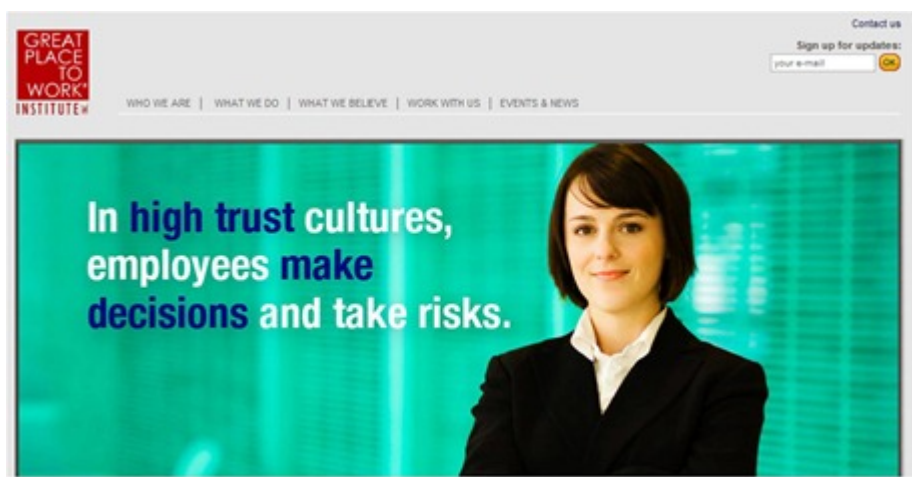 Contact us
GREAT
PLACE
TO
WORK®
INSTITUTE
Sign up for updates:
your e-mail
OK
WHO WE ARE | WHAT WE DO | WHAT WE BELIEVE | WORK WITH US | EVENTS & NEWS
In high trust cultures,
employees make
decisions and take risks.